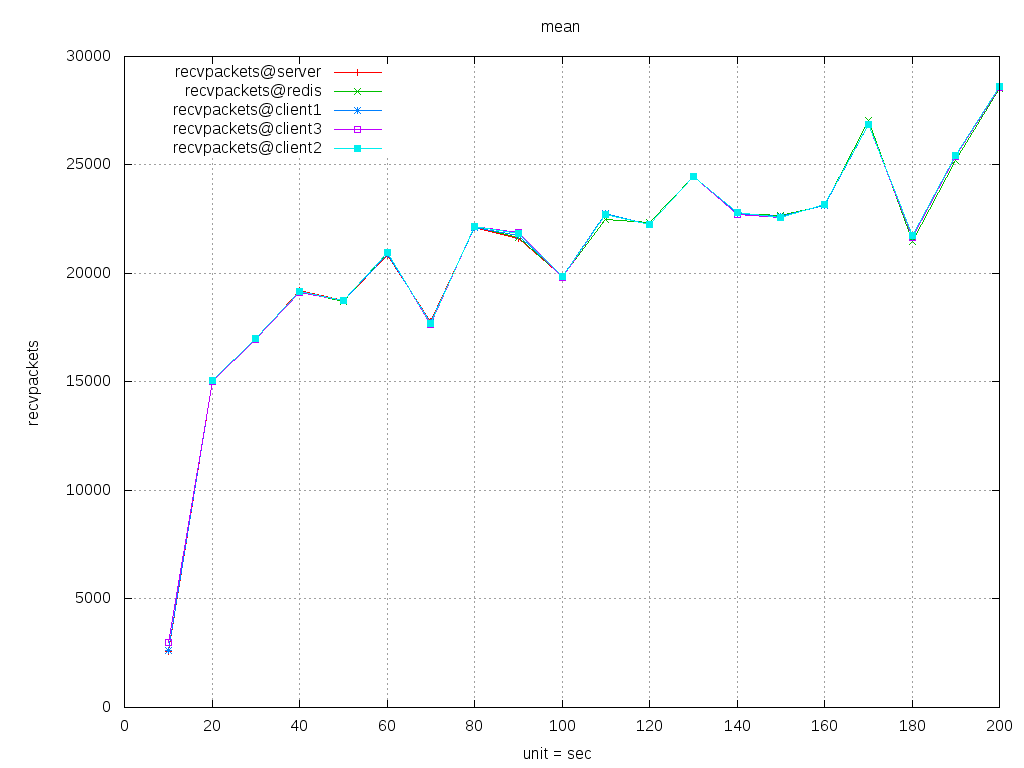 mean
30000
25000
20000
15000
10000
5000
0
recvpackets
recvpackets@server
recvpackets@redis
recvpackets@client1
recvpackets@client3
recvpackets@client2
0 20 40 60 80 100 120 140 160 180 200
unit = sec